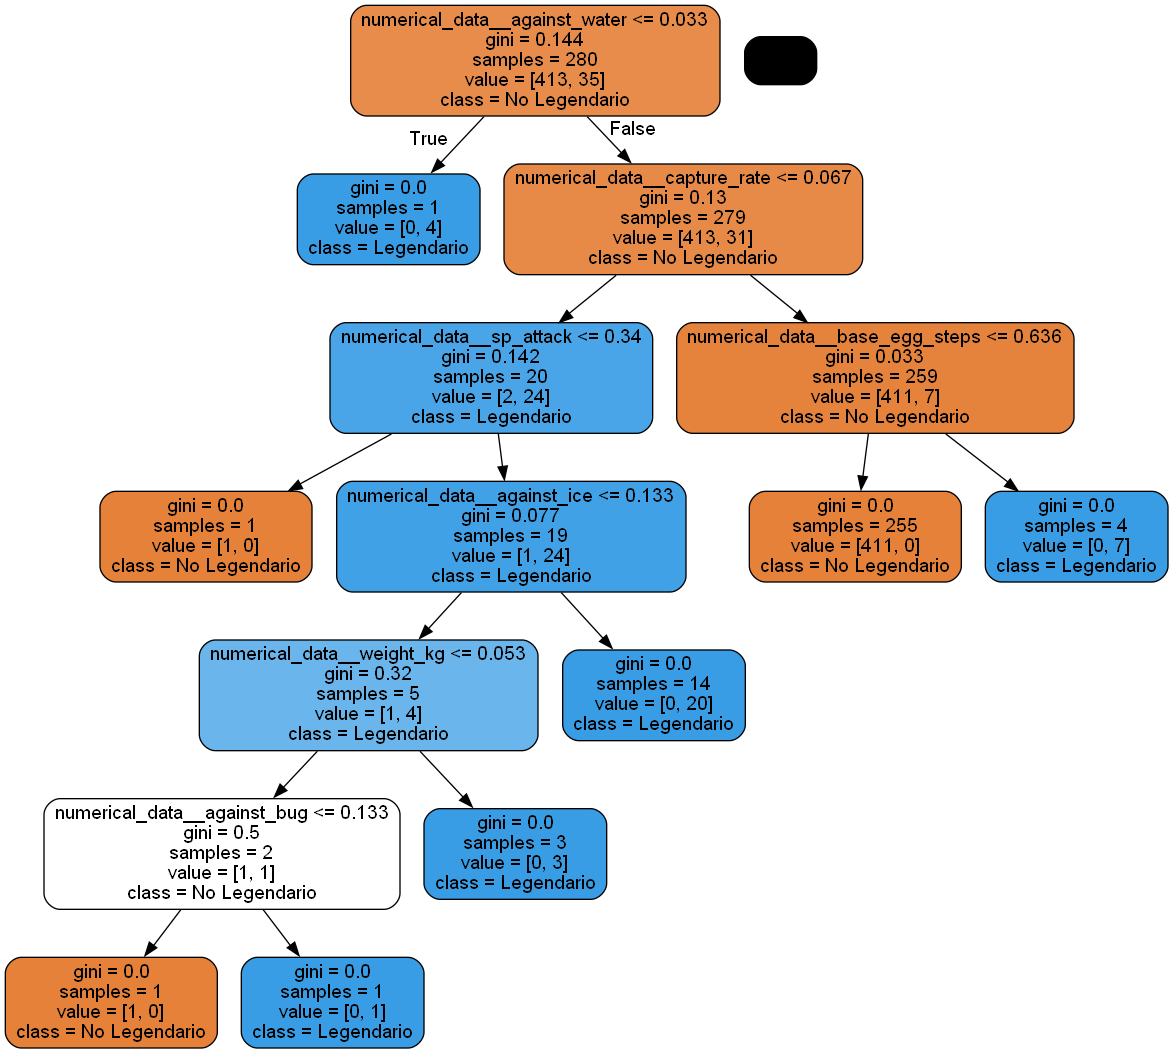 numerical_data__against_water <= 0.033
gini = 0.144
samples = 280
value = [413, 35]
class = No Legendario
True
False
gini = 0.0
samples = 1
value = [0, 4]
class = Legendario
numerical_data__capture_rate <= 0.067
gini = 0.13
samples = 279
value = [413, 31]
class = No Legendario
numerical_data__sp_attack <= 0.34
gini = 0.142
samples = 20
value = [2, 24]
class = Legendario
numerical_data__base_egg_steps <= 0.636
gini = 0.033
samples = 259
value = [411, 7]
class = No Legendario
gini = 0.0
samples = 1
value = [1, 0]
class = No Legendario
numerical_data__against_ice <= 0.133
gini = 0.077
samples = 19
value = [1, 24]
class = Legendario
gini = 0.0
samples = 255
value = [411, 0]
class = No Legendario
gini = 0.0
samples = 4
value = [0, 7]
class = Legendario
numerical_data__weight_kg <= 0.053
gini = 0.32
samples = 5
value = [1, 4]
class = Legendario
gini = 0.0
samples = 14
value = [0, 20]
class = Legendario
numerical_data__against_bug <= 0.133
gini = 0.5
samples = 2
value = [1, 1]
class = No Legendario
gini = 0.0
samples = 3
value = [0, 3]
class = Legendario
gini = 0.0
samples = 1
value = [1, 0]
class = No Legendario
gini = 0.0
samples = 1
value = [0, 1]
class = Legendario